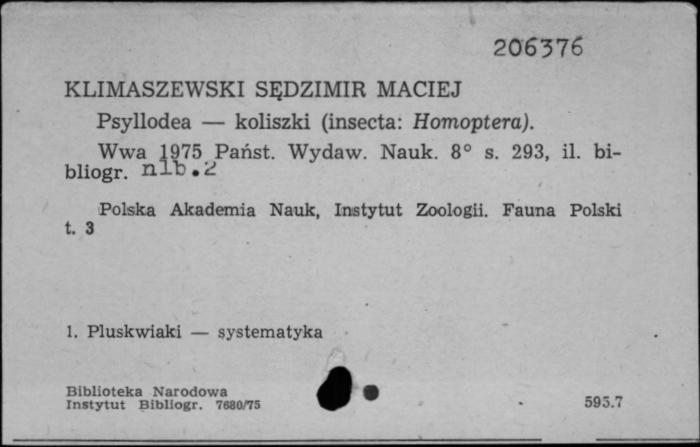 206376
KLIMASZEWSKI SĘDZIMIR MACIEJ
Psyllodea — koliszki (insecta: Homoptera).
Wwa 1975 Państ. Wydaw. Nauk. 8° s. 293, il. bi-
bliogr. nlb.2
Polska Akademia Nauk, Instytut Zoologii. Fauna Polski
t. 3
1. Pluskwiaki — systematyka
Biblioteka Narodowa
Instytut Bibliogr. 7680/75
595.7